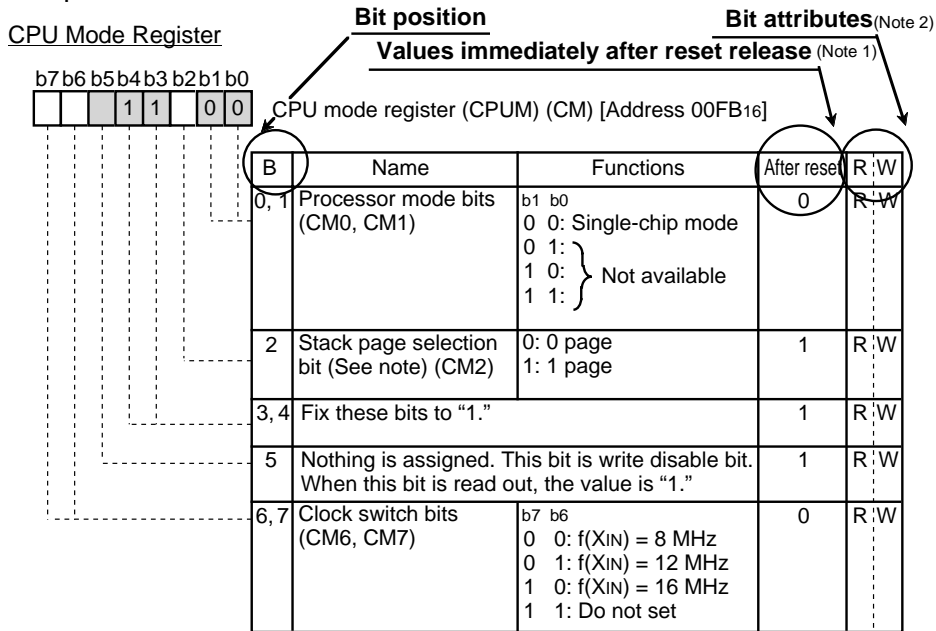 Bit position
Bit attributes(Note 2)
CPU Mode Register
Values immediately after reset release (Note 1)
b7 b6 b5 b4 b3 b2 b1 b0
1 1 0 0
CPU mode register (CPUM) (CM) [Address 00FB16]
B Name Functions After reset R W
0, 1 Processor mode bits b1 b0 0 R W
(CM0, CM1) 0 0: Single-chip mode
0 1:
1 0: Not available
1 1:
2 Stack page selection 0: 0 page 1 R W
bit (See note) (CM2) 1: 1 page
3, 4 Fix these bits to “1.” 1 R W
5 Nothing is assigned. This bit is write disable bit. 1 R W
When this bit is read out, the value is “1.”
6, 7 Clock switch bits b7 b6 0 R W
(CM6, CM7) 0 0: f(XIN) = 8 MHz
0 1: f(XIN) = 12 MHz
1 0: f(XIN) = 16 MHz
1 1: Do not set